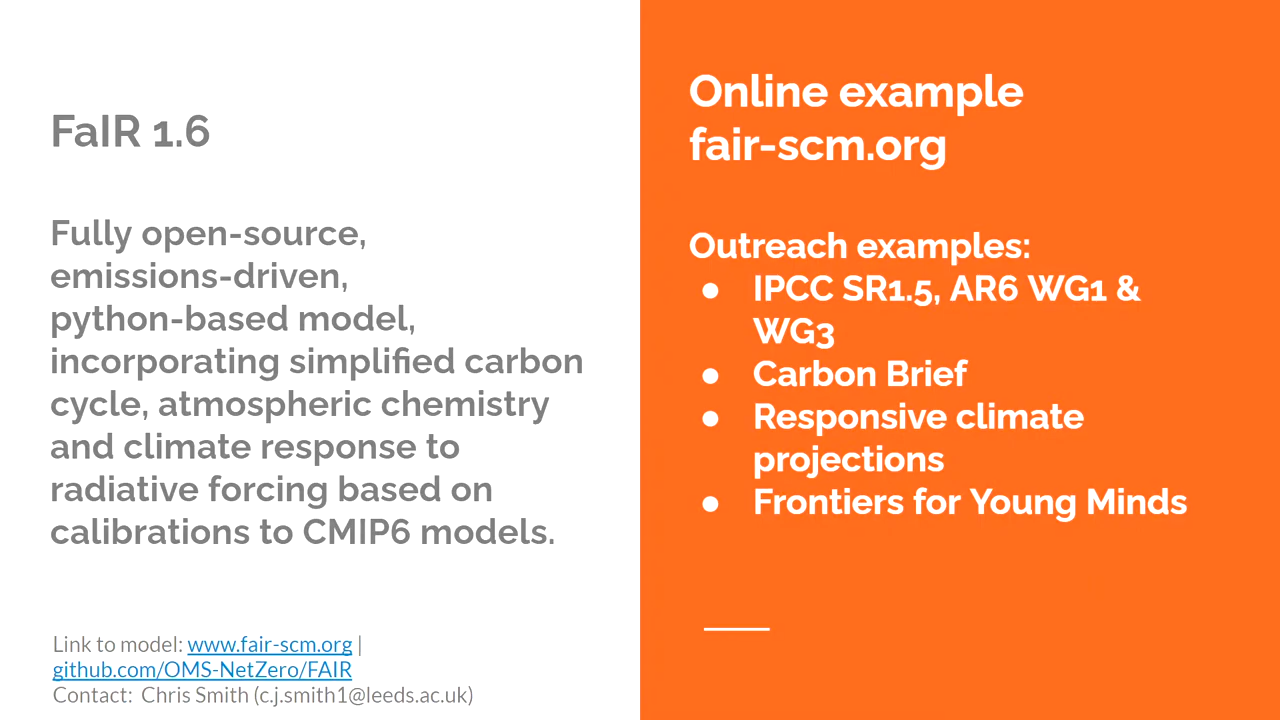 FaIR 1.6
Fully open-source,
emissions-driven,
python-based model,
incorporating simplified carbon
cycle, atmospheric chemistry
and climate response to
radiative forcing based on
calibrations to CMIP6 models.
Link to model: www.fair-scm.org |
github.com/OMS-NetZero/FAIR
Contact:  Chris Smith (c.j.smith1@leeds.ac.uk)
Online example
fair-scm.org
Outreach examples:
● IPCC SR1.5, AR6 WG1 &
WG3
● Carbon Brief
● Responsive climate
projections
● Frontiers for Young Minds